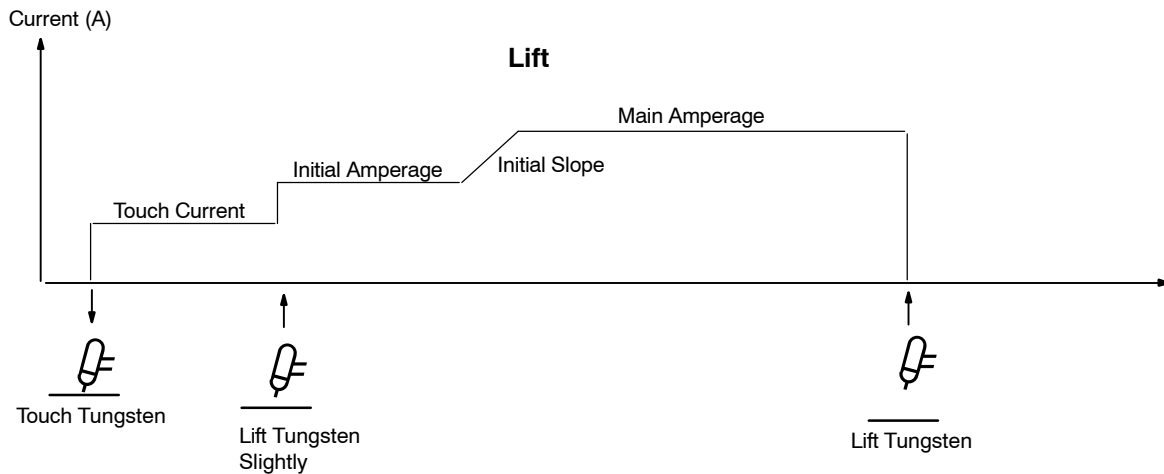 Current (A)
Lift
Main Amperage
Initial Amperage
Initial Slope
Touch Current
Touch Tungsten
Lift Tungsten
Slightly
Lift Tungsten